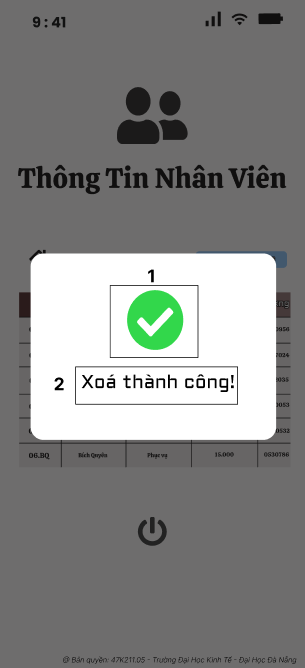 9:41
Thông Tin Nhân Viên
1
2 Xoá thành công!
06.BQ Bích Quyên Phục vụ 15.000 0530786
@ Bản quyền: 47K211.05 - Trường Đại Học Kinh Tế - Đại Học Đà Nẵng